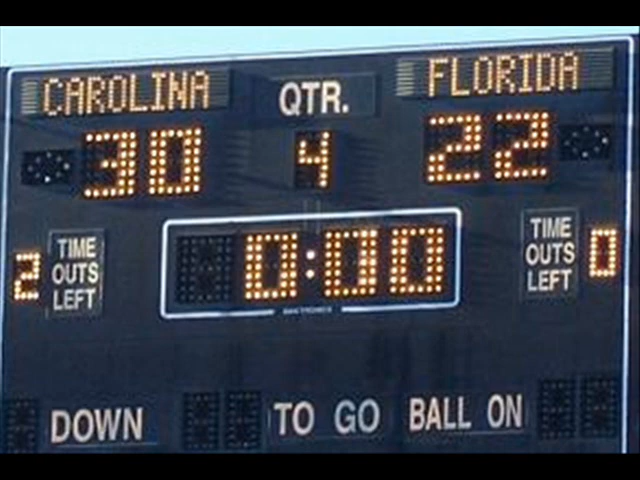 CAROLINA QTR. FLORIDA
30 4 22
2 TIME OUTS LEFT 0:00 TIME OUTS LEFT 0
DAKTRONICS
DOWN TO GO BALL ON